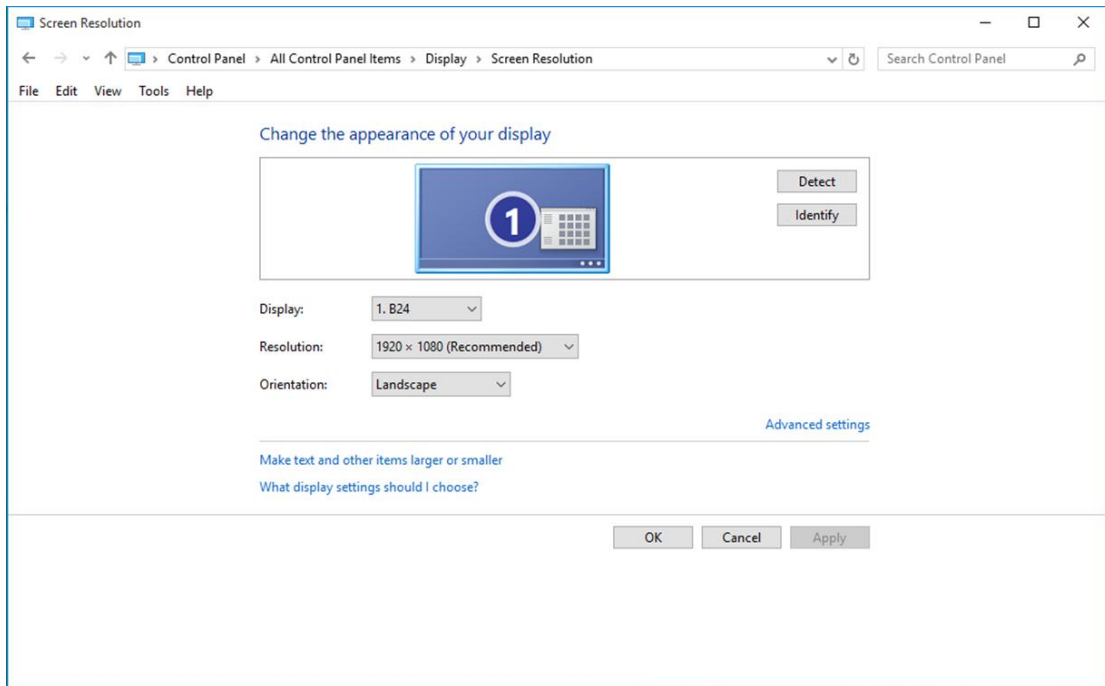 Screen Resolution
Control Panel > All Control Panel Items > Display > Screen Resolution
Search Control Panel
File Edit View Tools Help
Change the appearance of your display
1
Detect
Identify
Display: 1. B24
Resolution: 1920 × 1080 (Recommended)
Orientation: Landscape
Advanced settings
Make text and other items larger or smaller
What display settings should I choose?
OK Cancel Apply